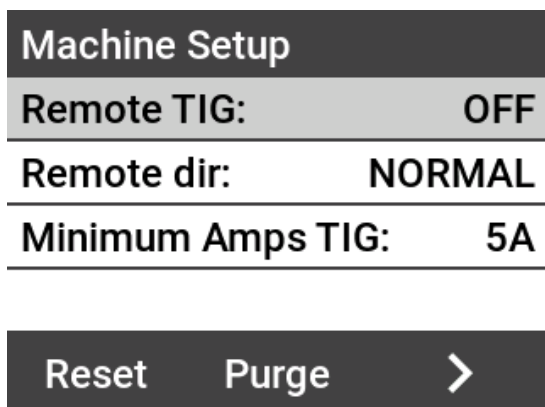 Machine Setup
Remote TIG: OFF
Remote dir: NORMAL
Minimum Amps TIG: 5A
Reset Purge >